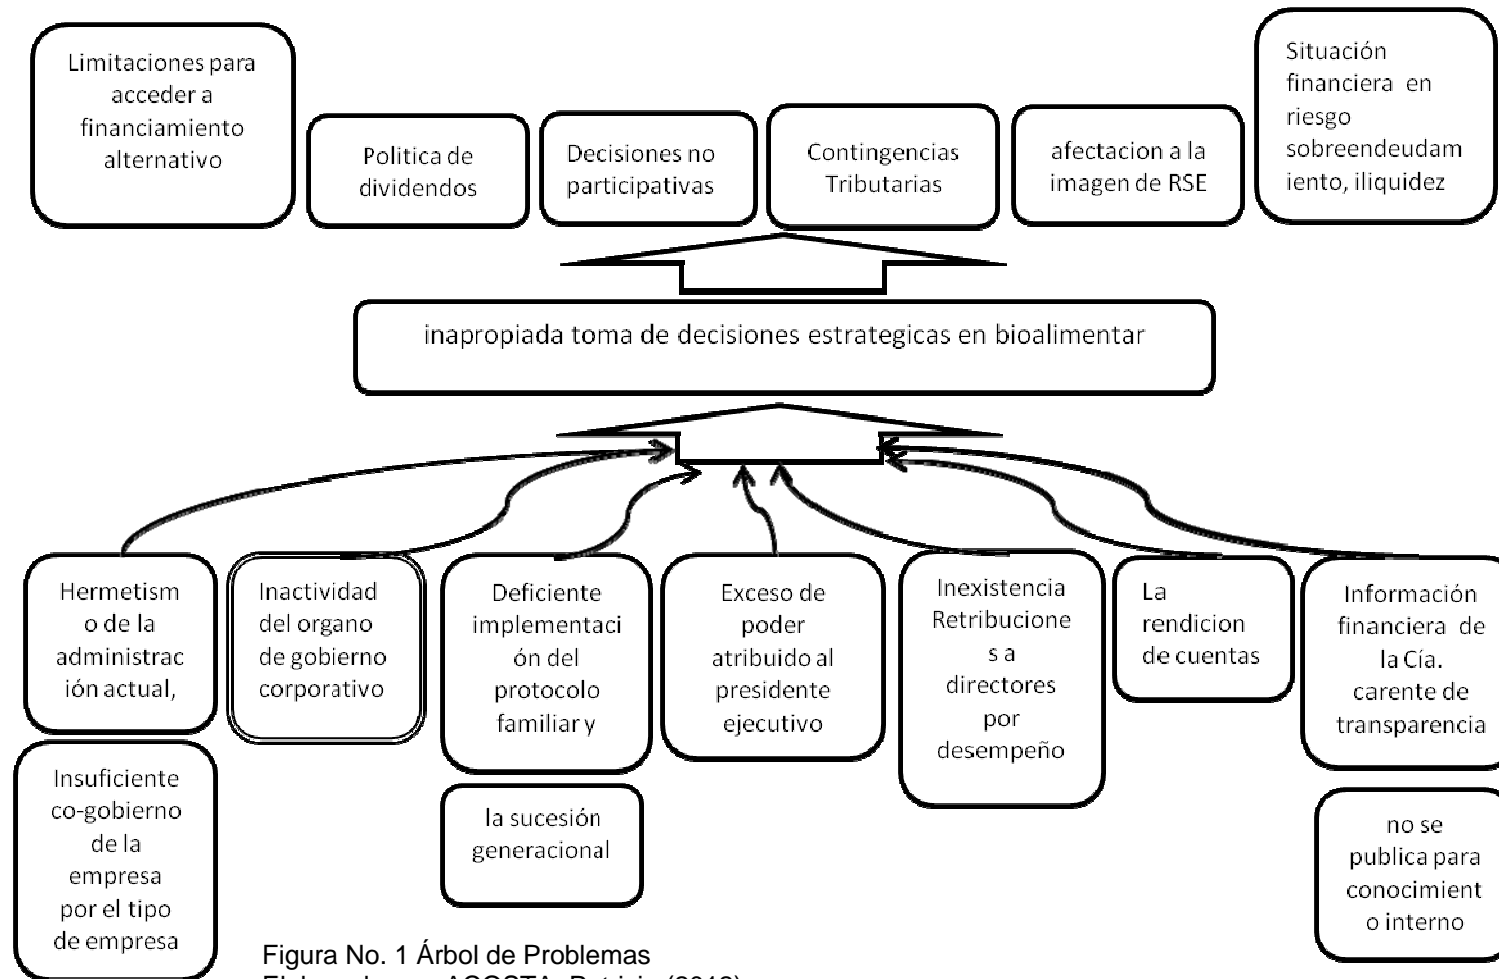 Limitaciones para
acceder a
financiamiento
alternativo
Politica de
dividendos
Decisiones no
participativas
Contingencias
Tributarias
afectacion a la
imagen de RSE
Situación
financiera en
riesgo
sobreendeudam
iento, iliquidez
inapropiada toma de decisiones estrategicas en bioalimentar
Hermetism
o de la
administrac
ión actual,
Inactividad
del organo
de gobierno
corporativo
Deficiente
implementaci
ón del
protocolo
familiar y
Exceso de
poder
atribuido al
presidente
ejecutivo
Inexistencia
Retribucione
s a
directores
por
desempeño
La
rendicion
de cuentas
Información
financiera de
la Cía.
carente de
transparencia
Insuficiente
co-gobierno
de la
empresa
por el tipo
de empresa
la sucesión
generacional
no se
publica para
conocimient
o interno
Figura No. 1 Árbol de Problemas